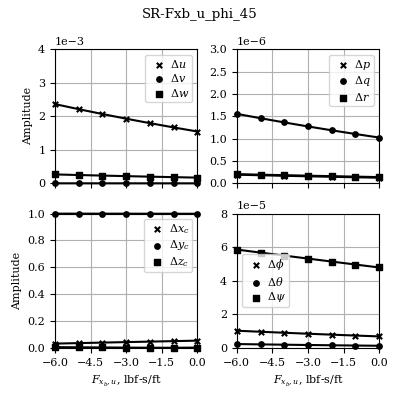 SR-Fxb_u_phi_45
1e−3
4
3
2
1
0
Amplitude
Δu
Δv
Δw
1e−6
3.0
2.5
2.0
1.5
1.0
0.5
0.0
Δp
Δq
Δr
1.0
0.8
0.6
0.4
0.2
0.0
Amplitude
Δx_c
Δy_c
Δz_c
−6.0 −4.5 −3.0 −1.5 0.0
F_{x_b,u}, lbf-s/ft
1e−5
8
6
4
2
0
Δϕ
Δθ
Δψ
−6.0 −4.5 −3.0 −1.5 0.0
F_{x_b,u}, lbf-s/ft